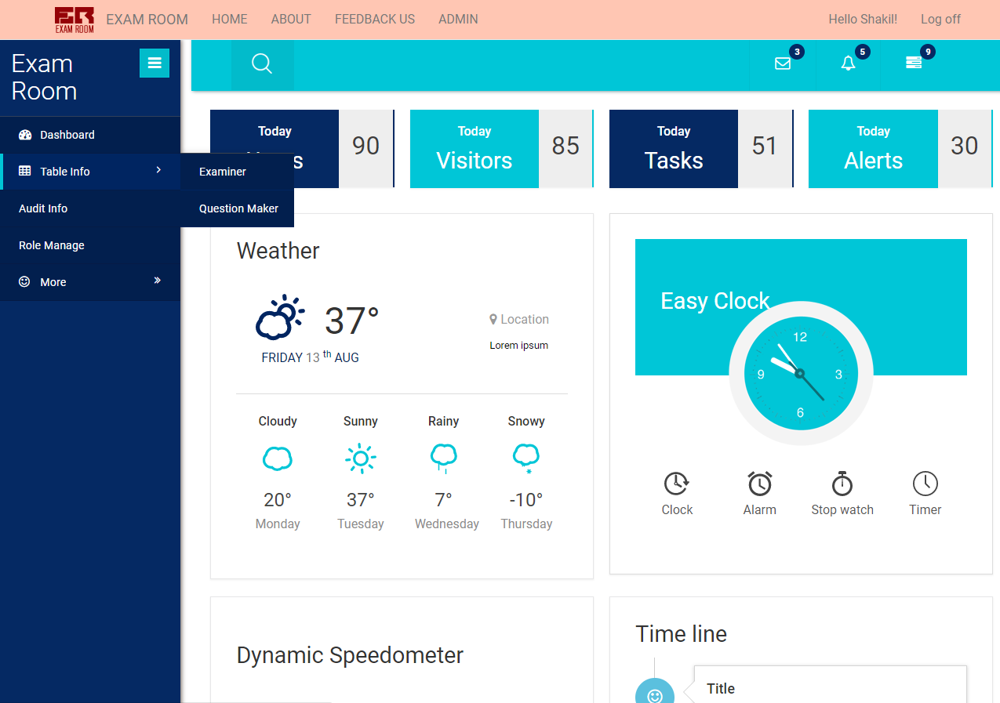 EXAM ROOM
EXAM ROOM HOME ABOUT FEEDBACK US ADMIN Hello Shakil! Log off
Exam
Room
3 5 9
Dashboard
Table Info
Examiner
Question Maker
Audit Info
Role Manage
More
Today
s
90
Today
Visitors
85
Today
Tasks
51
Today
Alerts
30
Weather
37°
Location
Lorem ipsum
FRIDAY 13 th AUG
Cloudy Sunny Rainy Snowy
20° 37° 7° -10°
Monday Tuesday Wednesday Thursday
Easy Clock
12
9 3
6
Clock Alarm Stop watch Timer
Dynamic Speedometer
Time line
Title